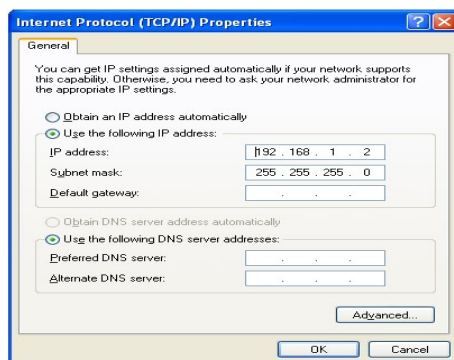 Internet Protocol (TCP/IP) Properties
General
You can get IP settings assigned automatically if your network supports
this capability. Otherwise, you need to ask your network administrator for
the appropriate IP settings.
Obtain an IP address automatically
Use the following IP address:
IP address: 192 . 168 . 1 . 2
Subnet mask: 255 . 255 . 255 . 0
Default gateway: . . .
Obtain DNS server address automatically
Use the following DNS server addresses:
Preferred DNS server: . . .
Alternate DNS server: . . .
Advanced...
OK Cancel